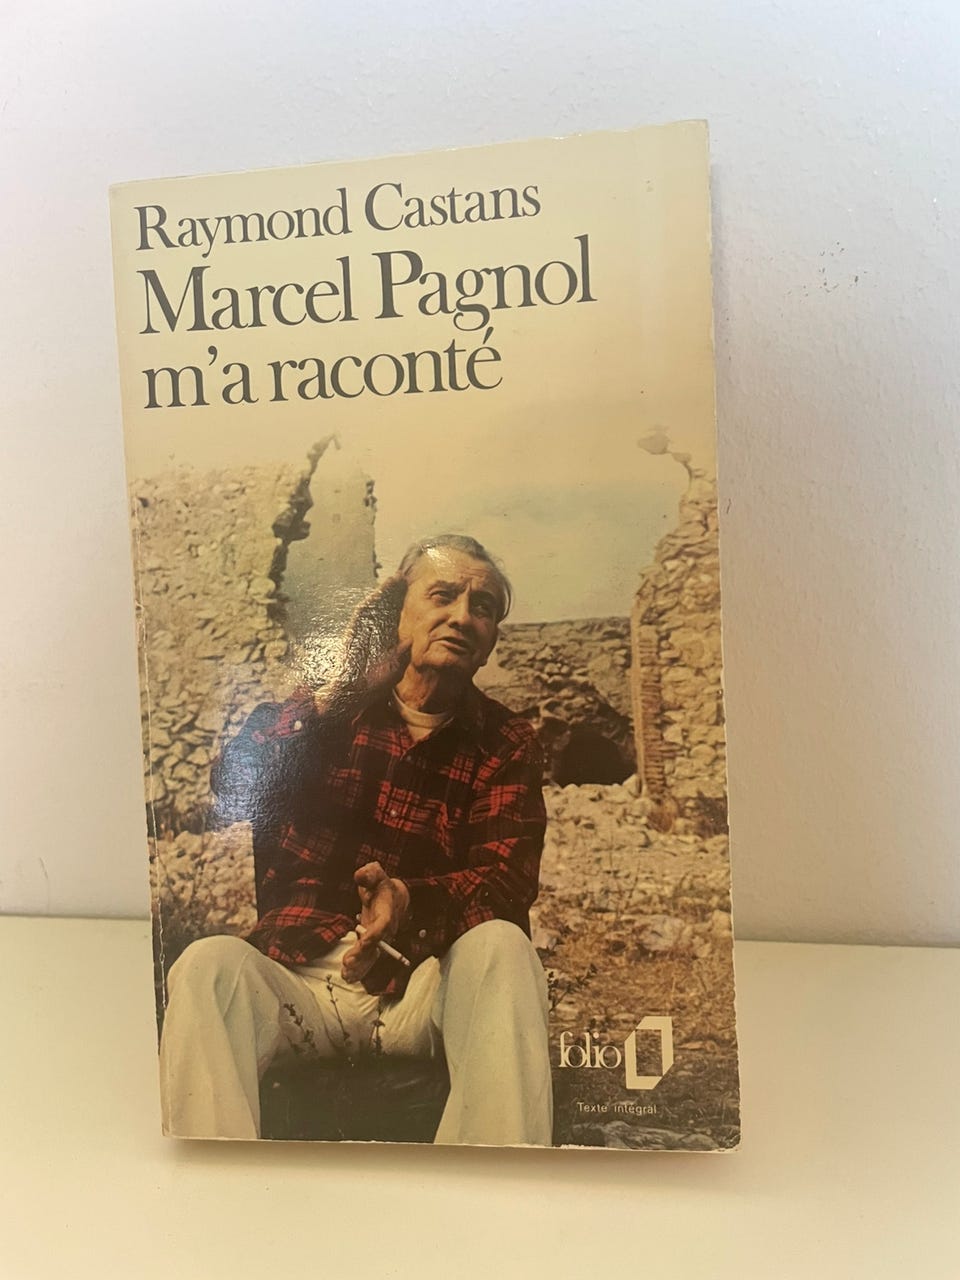 Raymond Castans
Marcel Pagnol
m'a raconté
folio
Texte intégral